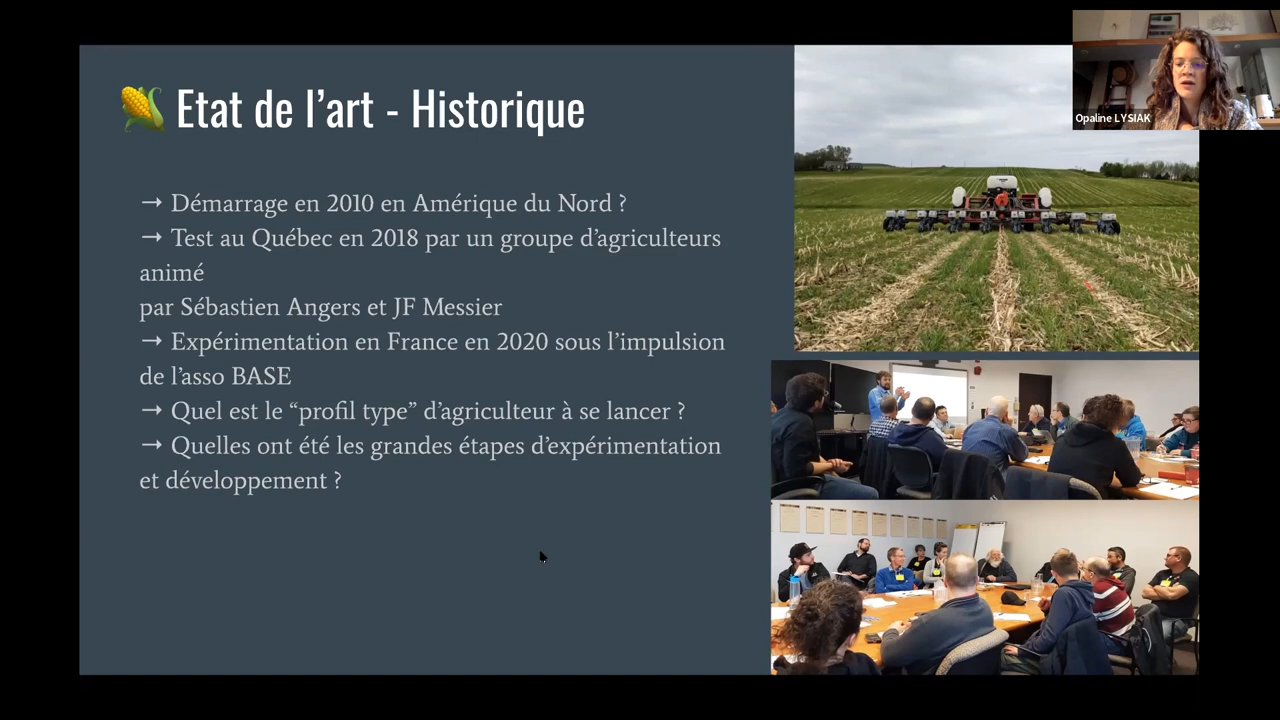 Etat de l’art - Historique
→ Démarrage en 2010 en Amérique du Nord ?
→ Test au Québec en 2018 par un groupe d’agriculteurs
animé
par Sébastien Angers et JF Messier
→ Expérimentation en France en 2020 sous l’impulsion
de l’asso BASE
→ Quel est le “profil type” d’agriculteur à se lancer ?
→ Quelles ont été les grandes étapes d’expérimentation
et développement ?
Opaline LYSIAK